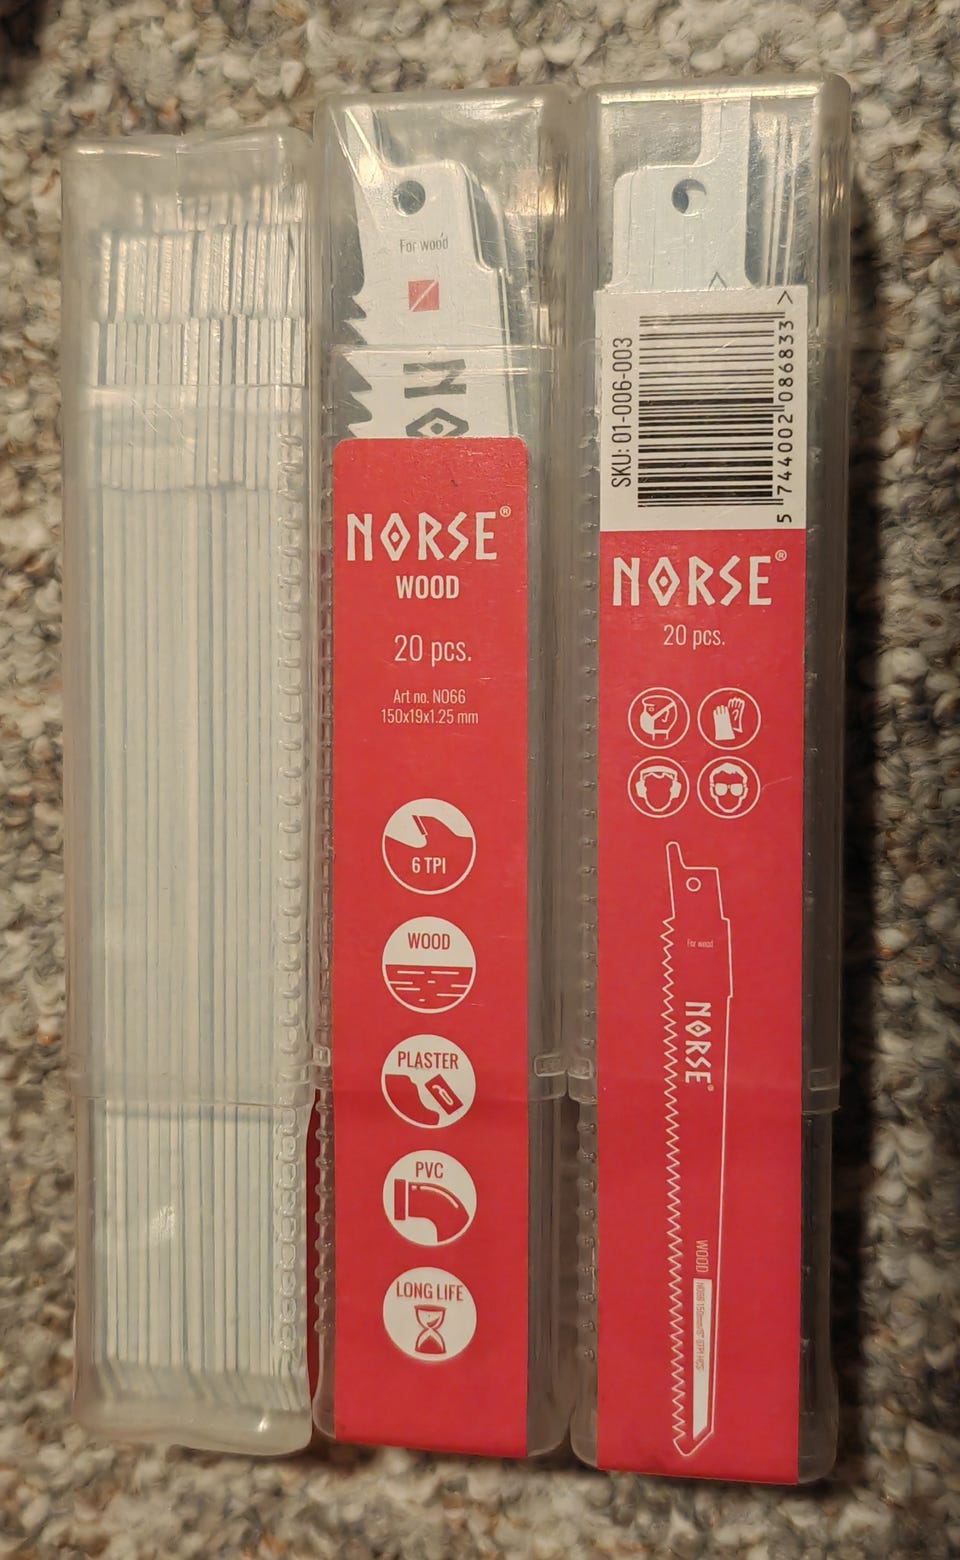 For wood
NO
NORSE®
WOOD
20 pcs.
Art no. N066
150x19x1.25 mm
6 TPI
WOOD
PLASTER
PVC
LONG LIFE
SKU: 01-006-003
5 744002 086833 >
NORSE®
20 pcs.
For wood
NORSE®
WOOD